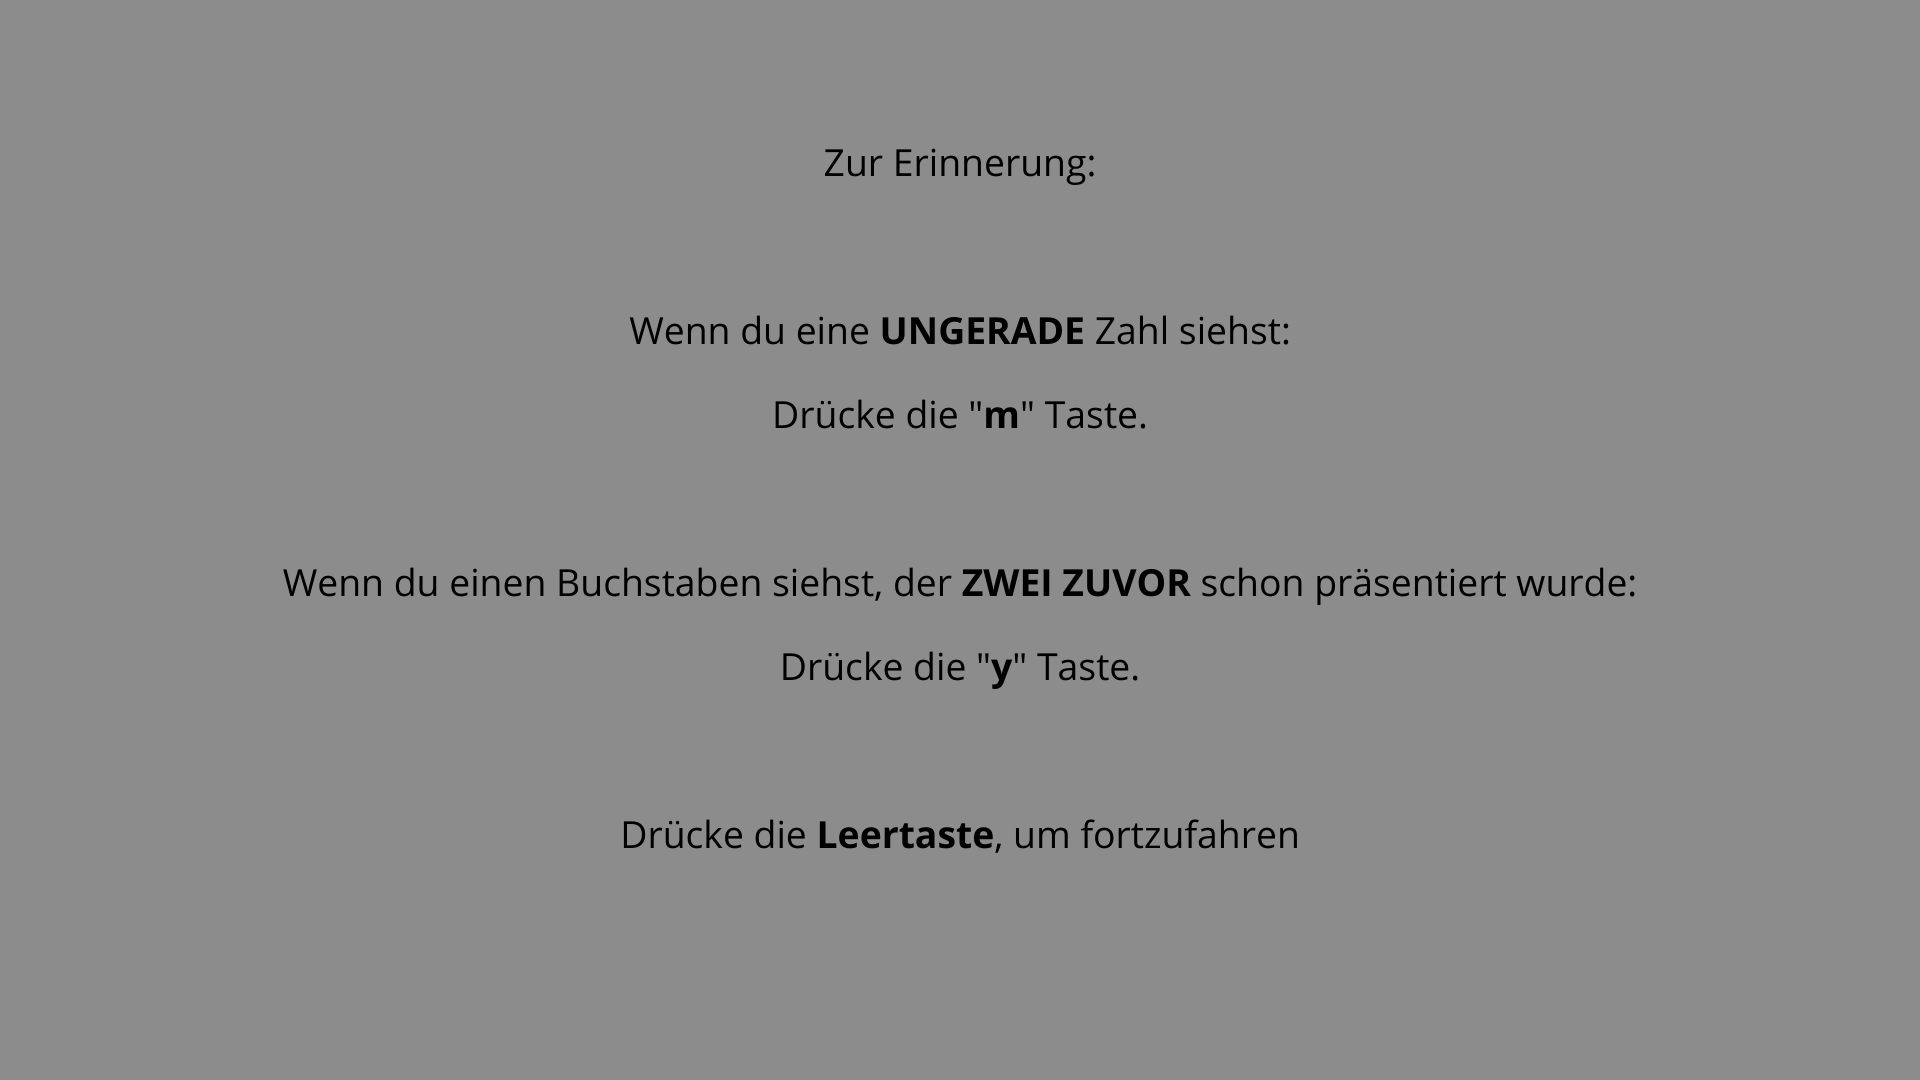 Zur Erinnerung:
Wenn du eine UNGERADE Zahl siehst:
Drücke die "m" Taste.
Wenn du einen Buchstaben siehst, der ZWEI ZUVOR schon präsentiert wurde:
Drücke die "y" Taste.
Drücke die Leertaste, um fortzufahren